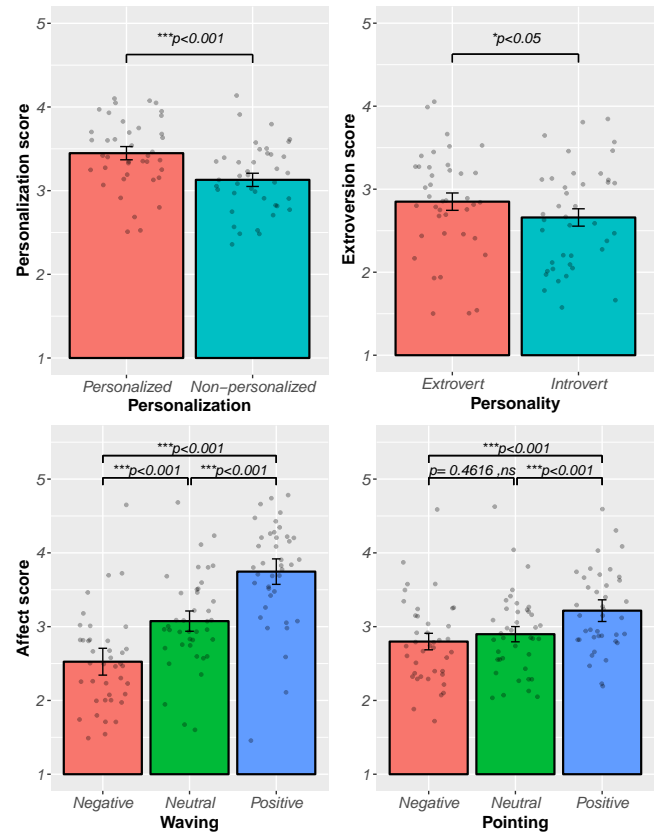 5
4
3
2
1
Personalization score
***p<0.001
Personalized
Non−personalized
Personalization
5
4
3
2
1
Extroversion score
*p<0.05
Extrovert
Introvert
Personality
5
4
3
2
1
Affect score
***p<0.001
***p<0.001
***p<0.001
Negative
Neutral
Positive
Waving
5
4
3
2
1
***p<0.001
p= 0.4616 ,ns
***p<0.001
Negative
Neutral
Positive
Pointing